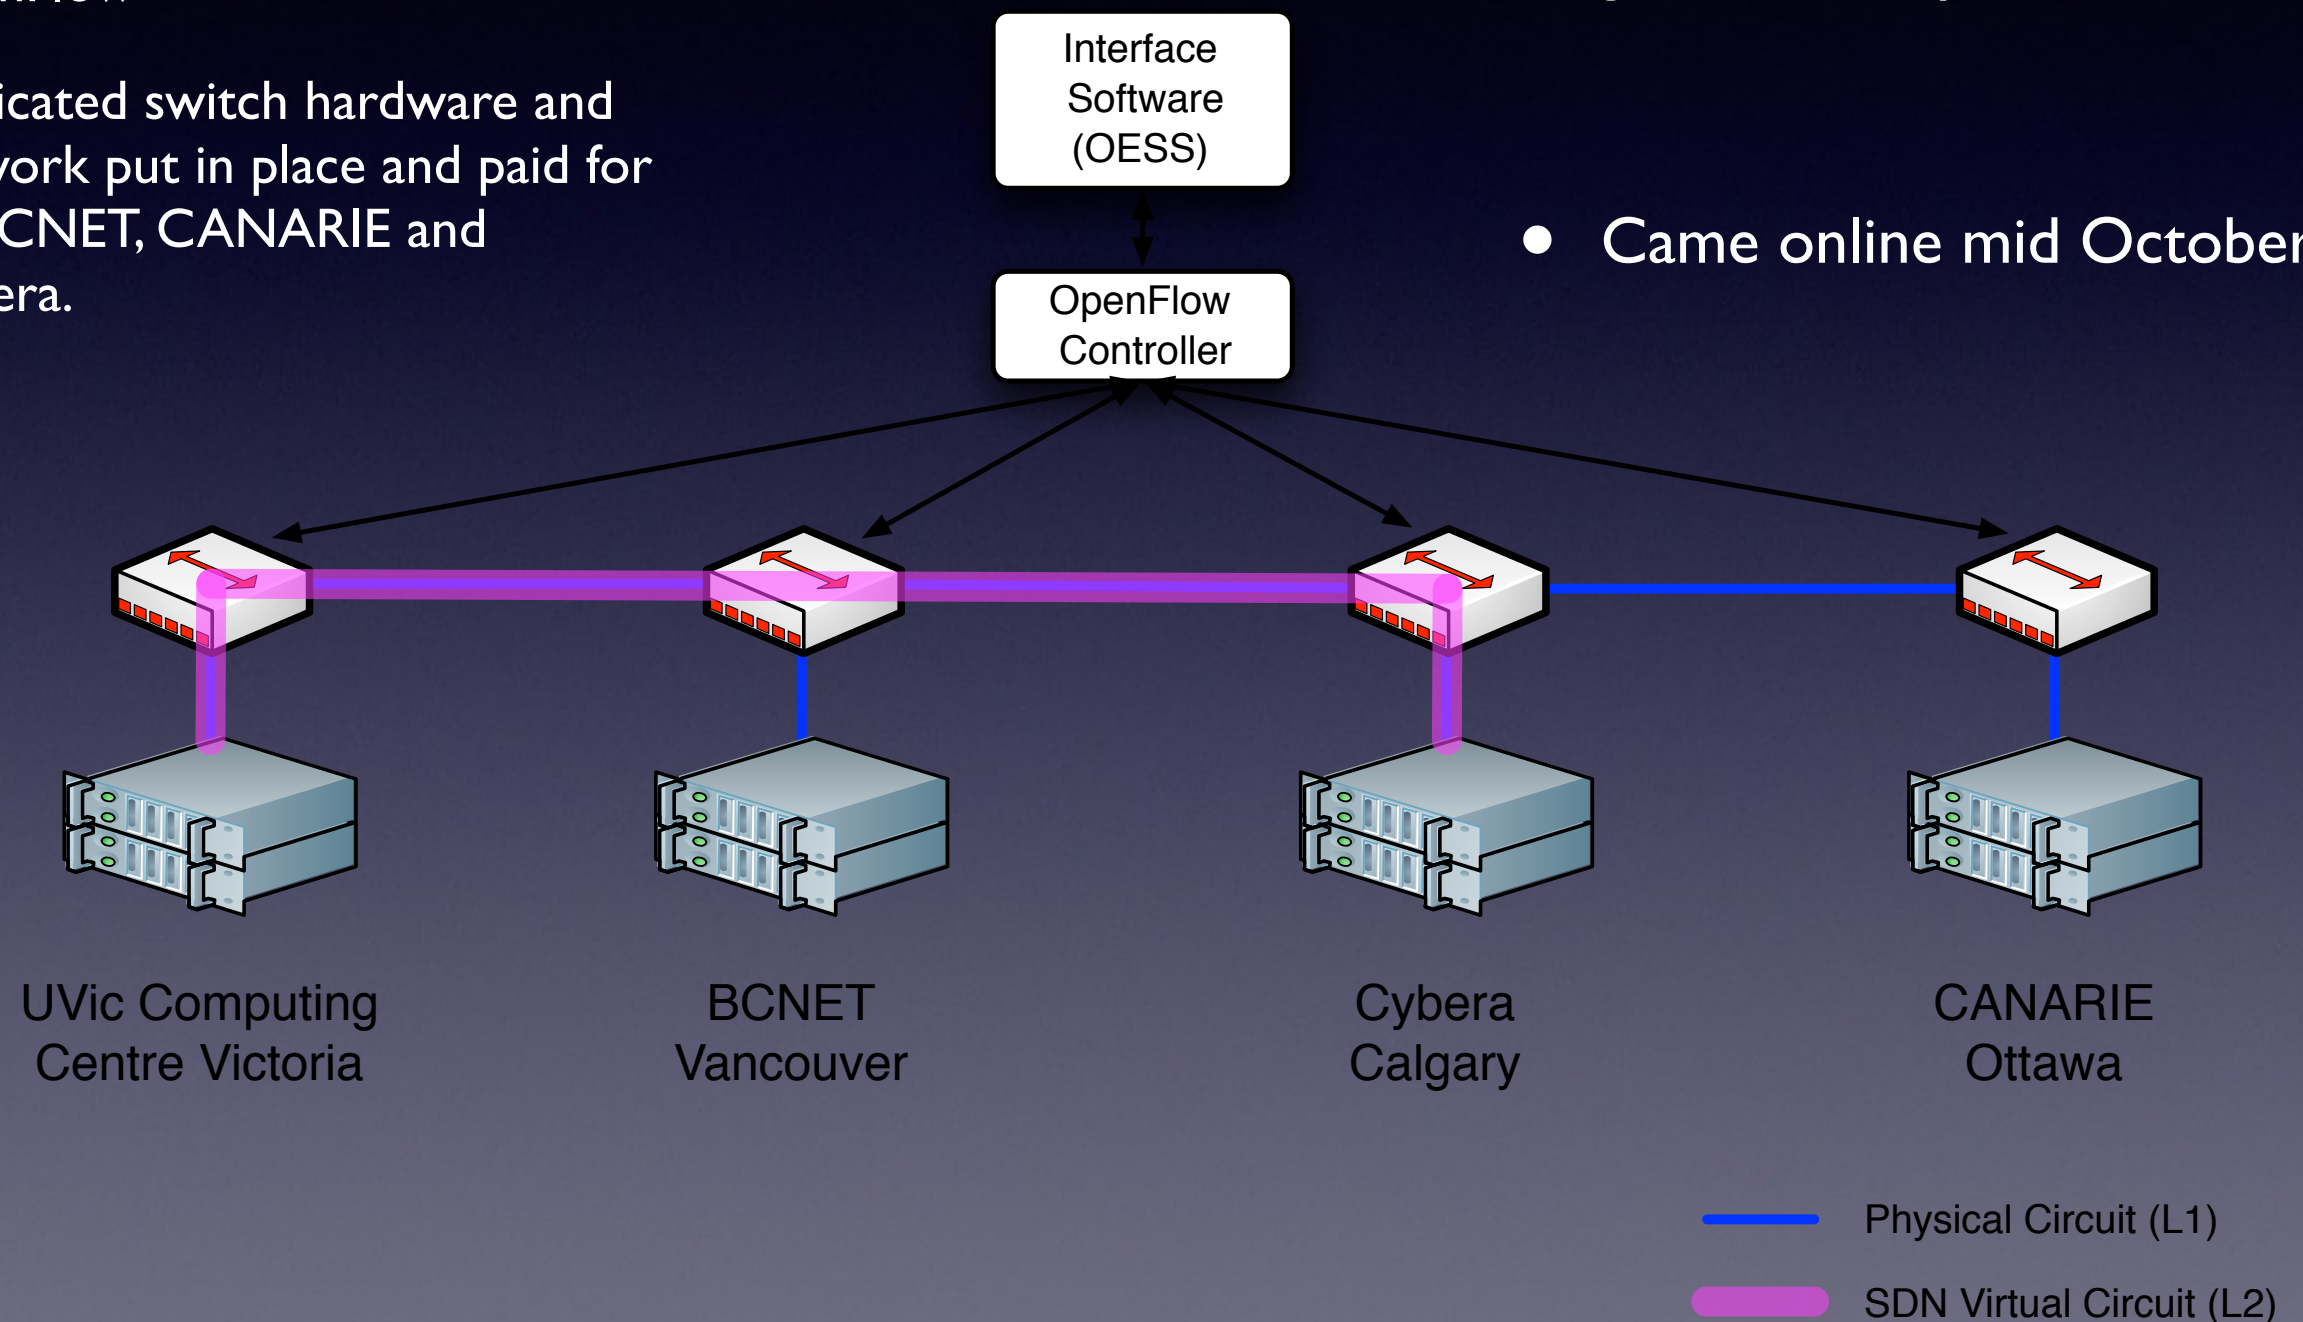 icated switch hardware and
work put in place and paid for
CNET, CANARIE and
era.
Interface
Software
(OESS)
OpenFlow
Controller
• Came online mid October
UVic Computing
Centre Victoria
BCNET
Vancouver
Cybera
Calgary
CANARIE
Ottawa
Physical Circuit (L1)
SDN Virtual Circuit (L2)